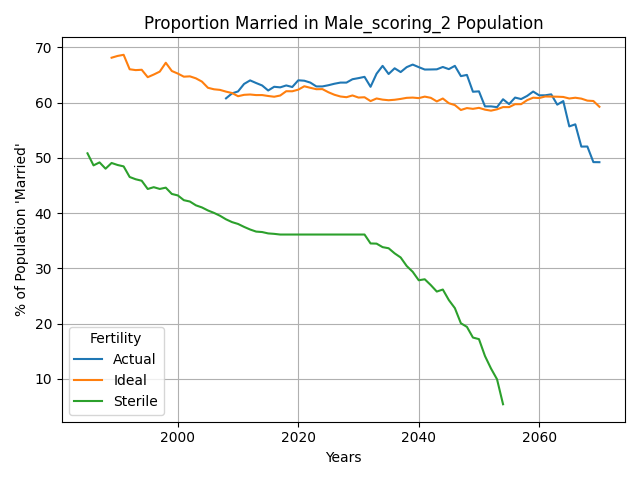 Proportion Married in Male_scoring_2 Population
% of Population 'Married'
70
60
50
40
30
20
10
Fertility
Actual
Ideal
Sterile
2000 2020 2040 2060
Years